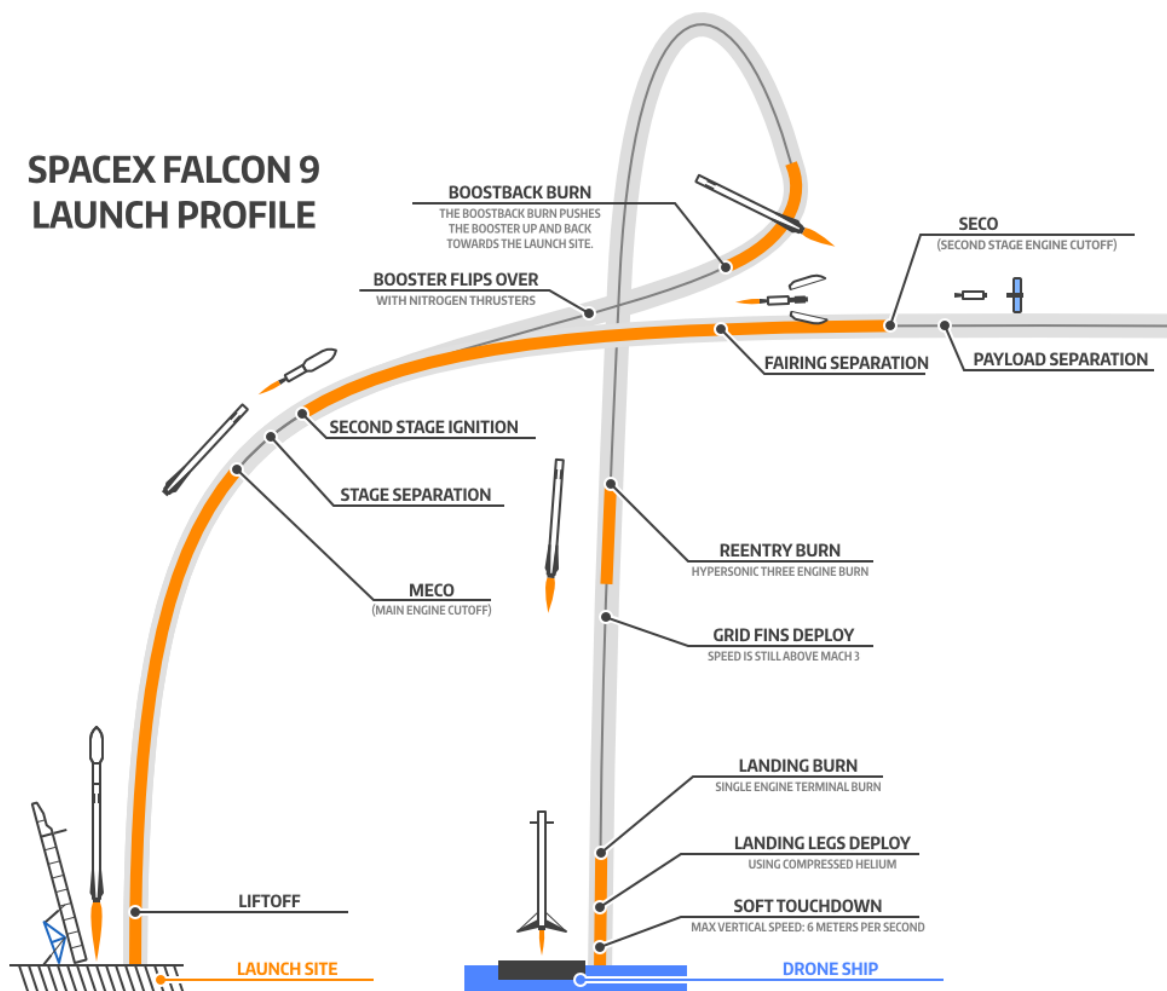 SPACEX FALCON 9
LAUNCH PROFILE
BOOSTBACK BURN
THE BOOSTBACK BURN PUSHES
THE BOOSTER UP AND BACK
TOWARDS THE LAUNCH SITE.
SECO
(SECOND STAGE ENGINE CUTOFF)
BOOSTER FLIPS OVER
WITH NITROGEN THRUSTERS
FAIRING SEPARATION
PAYLOAD SEPARATION
SECOND STAGE IGNITION
STAGE SEPARATION
MECO
(MAIN ENGINE CUTOFF)
REENTRY BURN
HYPERSONIC THREE ENGINE BURN
GRID FINS DEPLOY
SPEED IS STILL ABOVE MACH 3
LANDING BURN
SINGLE ENGINE TERMINAL BURN
LANDING LEGS DEPLOY
USING COMPRESSED HELIUM
LIFTOFF
SOFT TOUCHDOWN
MAX VERTICAL SPEED: 6 METERS PER SECOND
LAUNCH SITE
DRONE SHIP